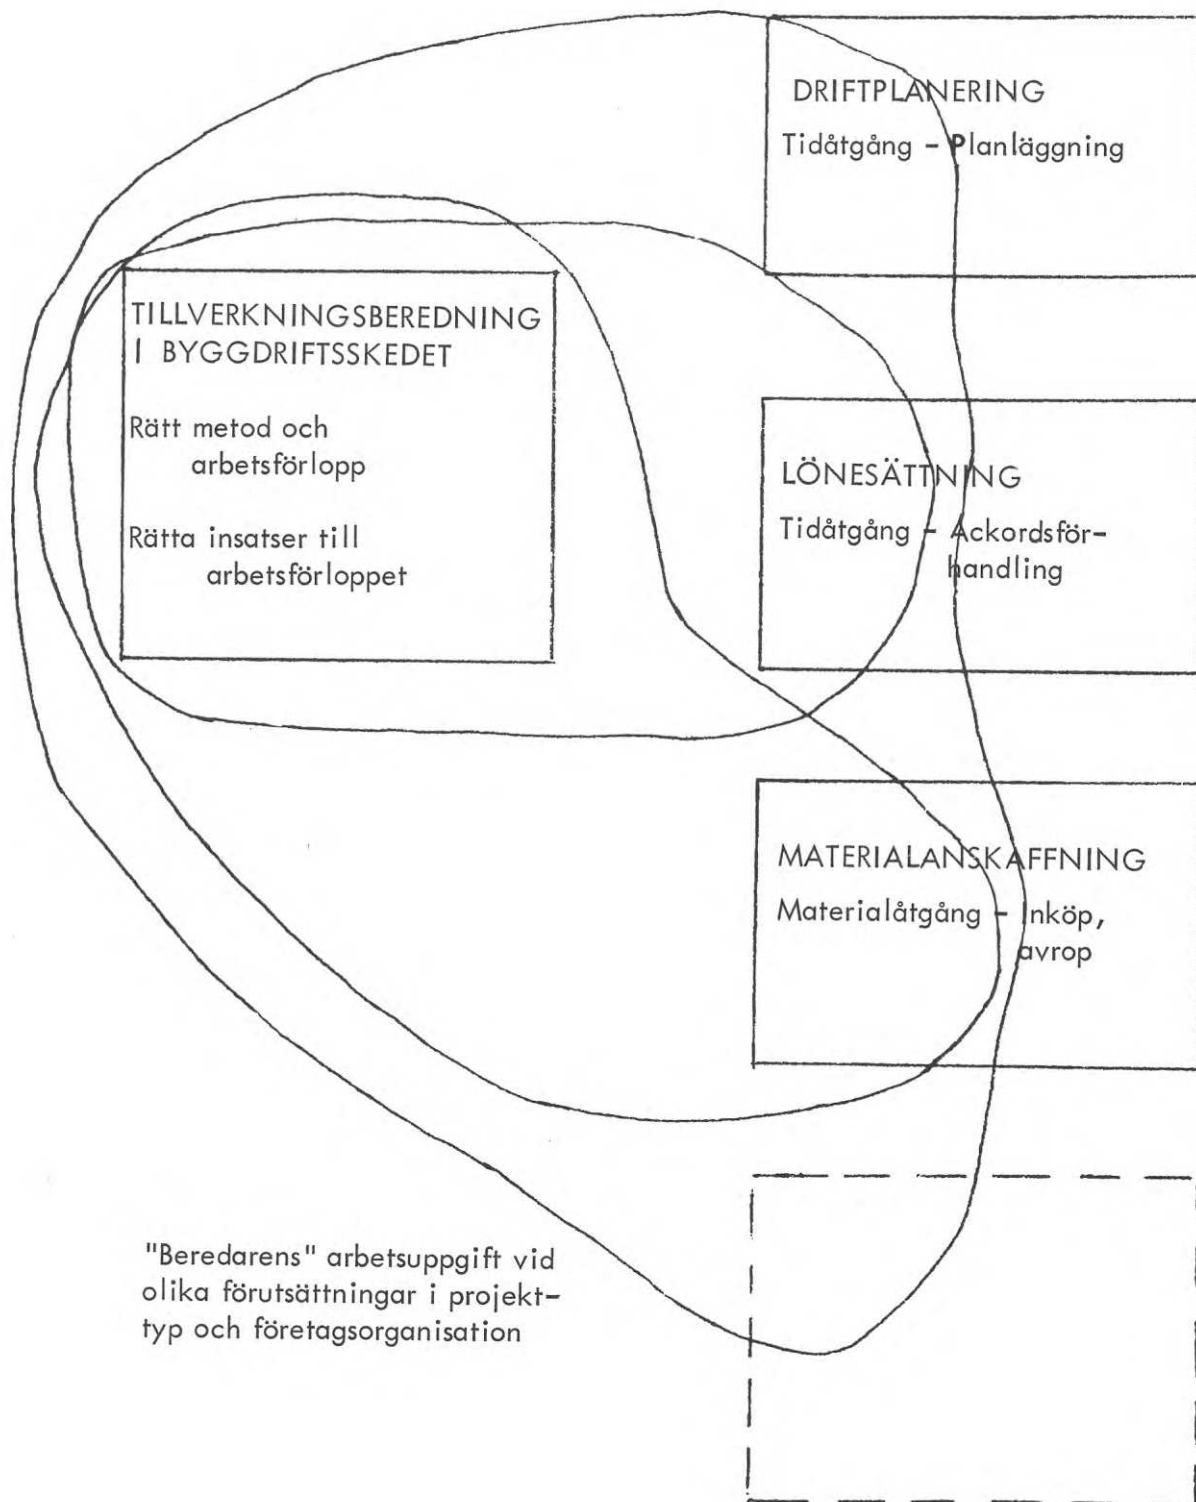 DRIFTPLANERING
Tidåtgång - Planläggning
TILLVERKNINGSBEREDNING
I BYGGDRIFTSSKEDET
Rätt metod och
arbetsförlopp
Rätta insatser till
arbetsförloppet
LÖNESÄTTNING
Tidåtgång - Ackordsför-
handling
MATERIALANSKAFFNING
Materialåtgång - Inköp,
avrop
"Beredarens" arbetsuppgift vid
olika förutsättningar i projekt-
typ och företagsorganisation